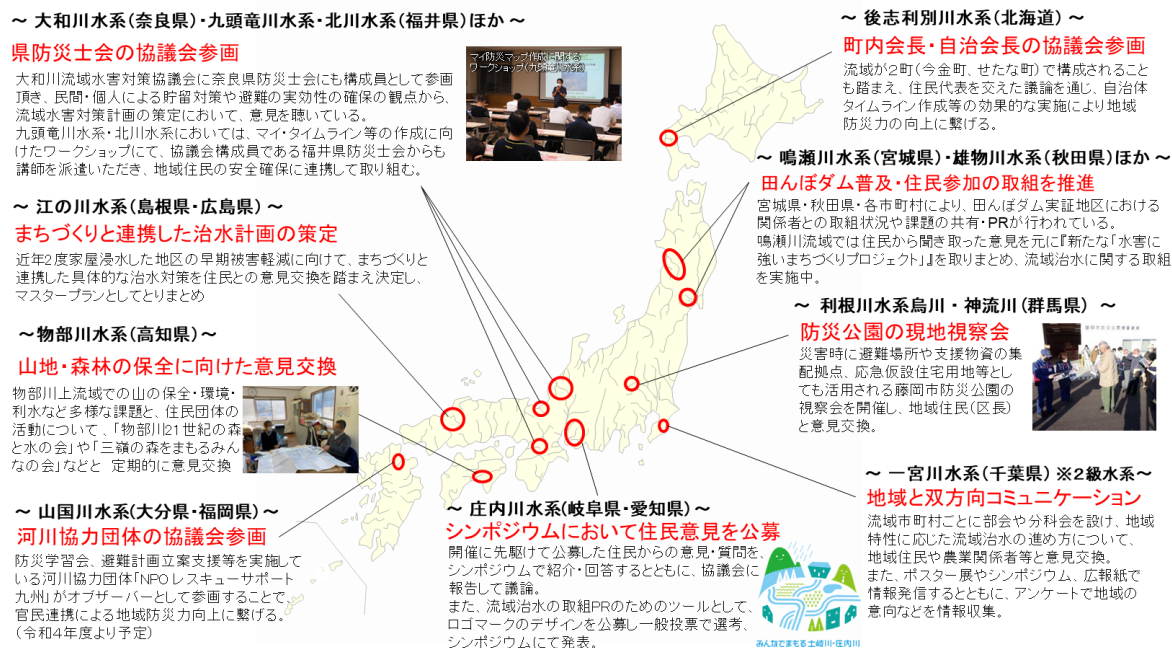 ～ 大和川水系（奈良県）・九頭竜川水系・北川水系（福井県）ほか ～
県防災士会の協議会参画
大和川流域水害対策協議会に奈良県防災士会にも構成員として参画
頂き、民間・個人による貯留対策や避難の実効性の確保の観点から、
流域水害対策計画の策定において、意見を聴いている。
九頭竜川水系・北川水系においては、マイ・タイムライン等の作成に向
けたワークショップにて、協議会構成員である福井県防災士会からも
講師を派遣いただき、地域住民の安全確保に連携して取り組む。
マイ防災マップ作成に関する
ワークショップ（九頭竜川水系）
～ 江の川水系（島根県・広島県）～
まちづくりと連携した治水計画の策定
近年２度家屋浸水した地区の早期被害軽減に向けて、まちづくりと
連携した具体的な治水対策を住民との意見交換を踏まえ決定し、
マスタープランとしてとりまとめ
～物部川水系（高知県）～
山地・森林の保全に向けた意見交換
物部川上流域での山の保全・環境・
利水など多様な課題と、住民団体の
活動について、「物部川21世紀の森
と水の会」や「三嶺の森をまもるみん
なの会」などと 定期的に意見交換
～ 山国川水系（大分県・福岡県）～
河川協力団体の協議会参画
防災学習会、避難計画立案支援等を実施して
いる河川協力団体「NPOレスキューサポート
九州」がオブザーバーとして参画することで、
官民連携による地域防災力向上に繋げる。
（令和４年度より予定）
～ 庄内川水系（岐阜県・愛知県）～
シンポジウムにおいて住民意見を公募
開催に先駆けて公募した住民からの意見・質問を、
シンポジウムで紹介・回答するとともに、協議会に
報告して議論。
また、流域治水の取組PRのためのツールとして、
ロゴマークのデザインを公募し一般投票で選考、
シンポジウムにて発表。
みんなでまもる土岐川・庄内川
～ 後志利別川水系（北海道）～
町内会長・自治会長の協議会参画
流域が２町（今金町、せたな町）で構成されること
も踏まえ、住民代表を交えた議論を通じ、自治体
タイムライン作成等の効果的な実施により地域
防災力の向上に繋げる。
～ 鳴瀬川水系（宮城県）・雄物川水系（秋田県）ほか ～
田んぼダム普及・住民参加の取組を推進
宮城県・秋田県・各市町村により、田んぼダム実証地区における
関係者との取組状況や課題の共有・PRが行われている。
鳴瀬川流域では住民から聞き取った意見を元に『新たな「水害に
強いまちづくりプロジェクト」』を取りまとめ、流域治水に関する取組
を実施中。
～ 利根川水系烏川・神流川（群馬県） ～
防災公園の現地視察会
災害時に避難場所や支援物資の集
配拠点、応急仮設住宅用地等とし
ても活用される藤岡市防災公園の
視察会を開催し、地域住民（区長）
と意見交換。
～ 一宮川水系（千葉県）※２級水系～
地域と双方向コミュニケーション
流域市町村ごとに部会や分科会を設け、地域
特性に応じた流域治水の進め方について、
地域住民や農業関係者等と意見交換。
また、ポスター展やシンポジウム、広報紙で
情報発信するとともに、アンケートで地域の
意向などを情報収集。